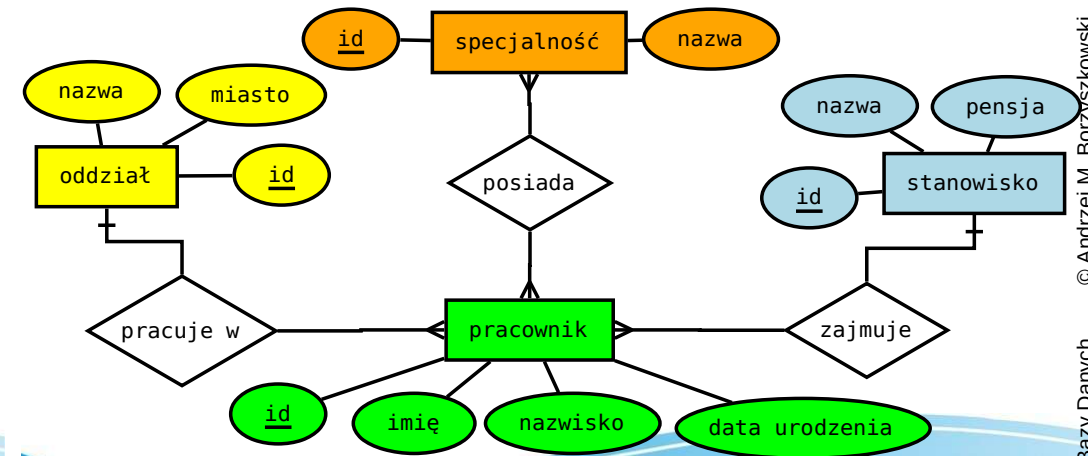 id
specjalność
nazwa
nazwa
miasto
oddział
id
posiada
nazwa
pensja
id
stanowisko
pracuje w
pracownik
zajmuje
id
imię
nazwisko
data urodzenia
© Andrzej M. Borzyszkowski
Bazy Danych